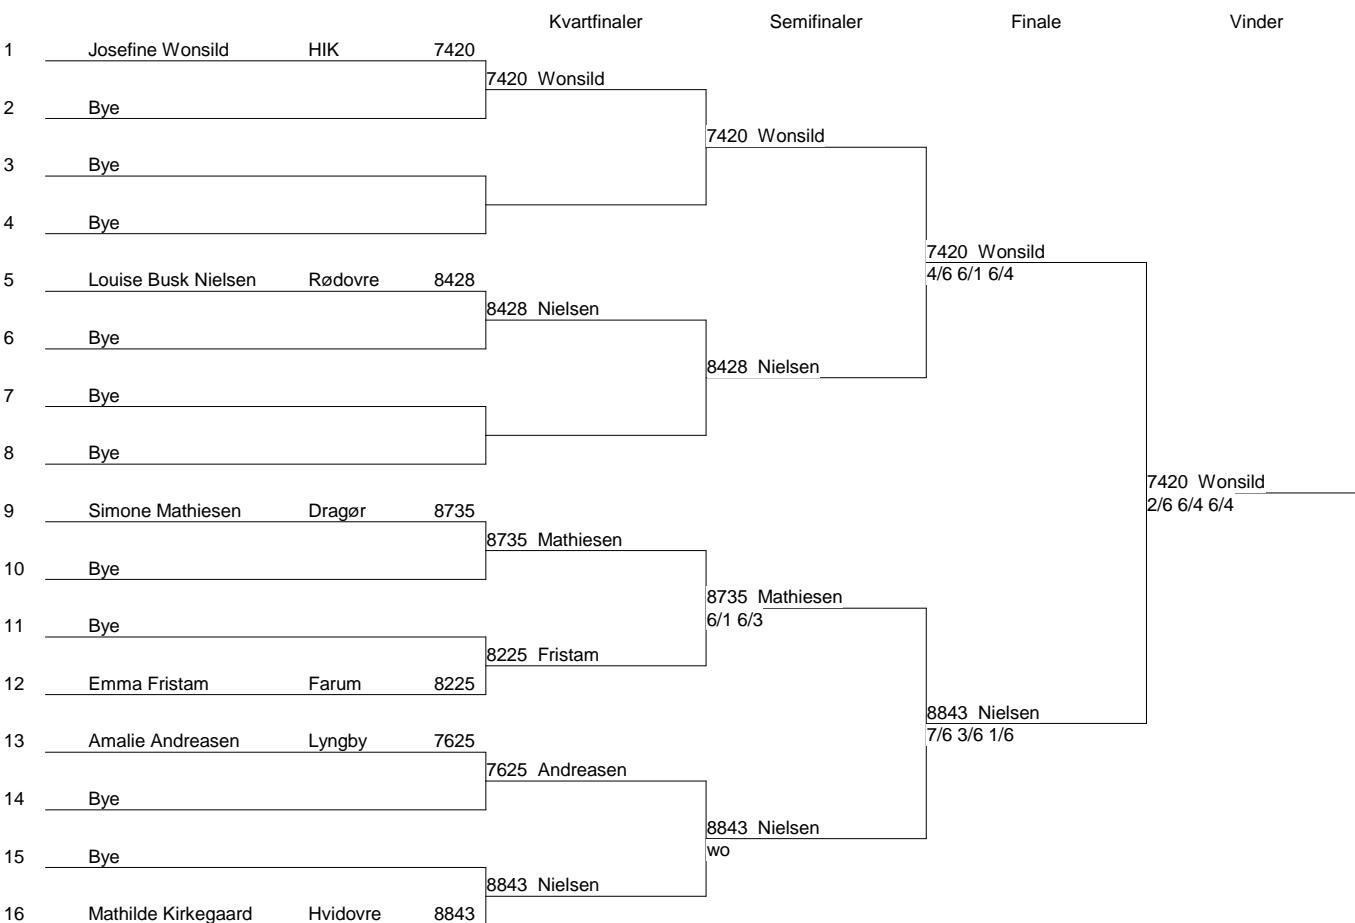 Kvartfinaler Semifinaler Finale Vinder
1 Josefine Wonsild HIK 7420
7420 Wonsild
2 Bye
7420 Wonsild
3 Bye
4 Bye
7420 Wonsild
4/6 6/1 6/4
5 Louise Busk Nielsen Rødovre 8428
8428 Nielsen
6 Bye
8428 Nielsen
7 Bye
8 Bye
7420 Wonsild
2/6 6/4 6/4
9 Simone Mathiesen Dragør 8735
8735 Mathiesen
10 Bye
8735 Mathiesen
6/1 6/3
11 Bye
8225 Fristam
12 Emma Fristam Farum 8225
8843 Nielsen
7/6 3/6 1/6
13 Amalie Andreasen Lyngby 7625
7625 Andreasen
14 Bye
8843 Nielsen
wo
15 Bye
8843 Nielsen
16 Mathilde Kirkegaard Hvidovre 8843